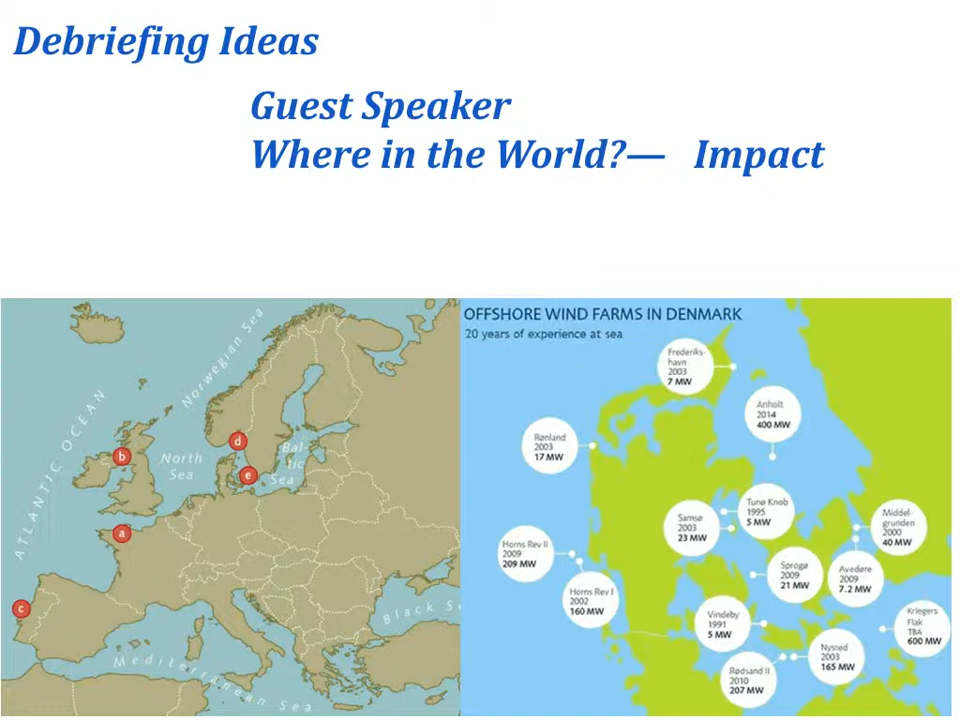 Debriefing Ideas
Guest Speaker
Where in the World?— Impact
Norwegian Sea
ATLANTIC OCEAN
North
Sea
Bal-
tic
Sea
a
b
c
d
e
Black S
Mediterranean Sea
OFFSHORE WIND FARMS IN DENMARK
20 years of experience at sea
Frederiks-
havn
2003
7 MW
Anholt
2014
400 MW
Rønland
2003
17 MW
Tunø Knob
1995
5 MW
Samsø
2003
23 MW
Middel-
grunden
2000
40 MW
Horns Rev II
2009
209 MW
Sprogø
2009
21 MW
Avedøre
2009
7.2 MW
Horns Rev I
2002
160 MW
Vindeby
1991
5 MW
Kriegers
Flak
TBA
600 MW
Nysted
2003
165 MW
Rødsand II
2010
207 MW